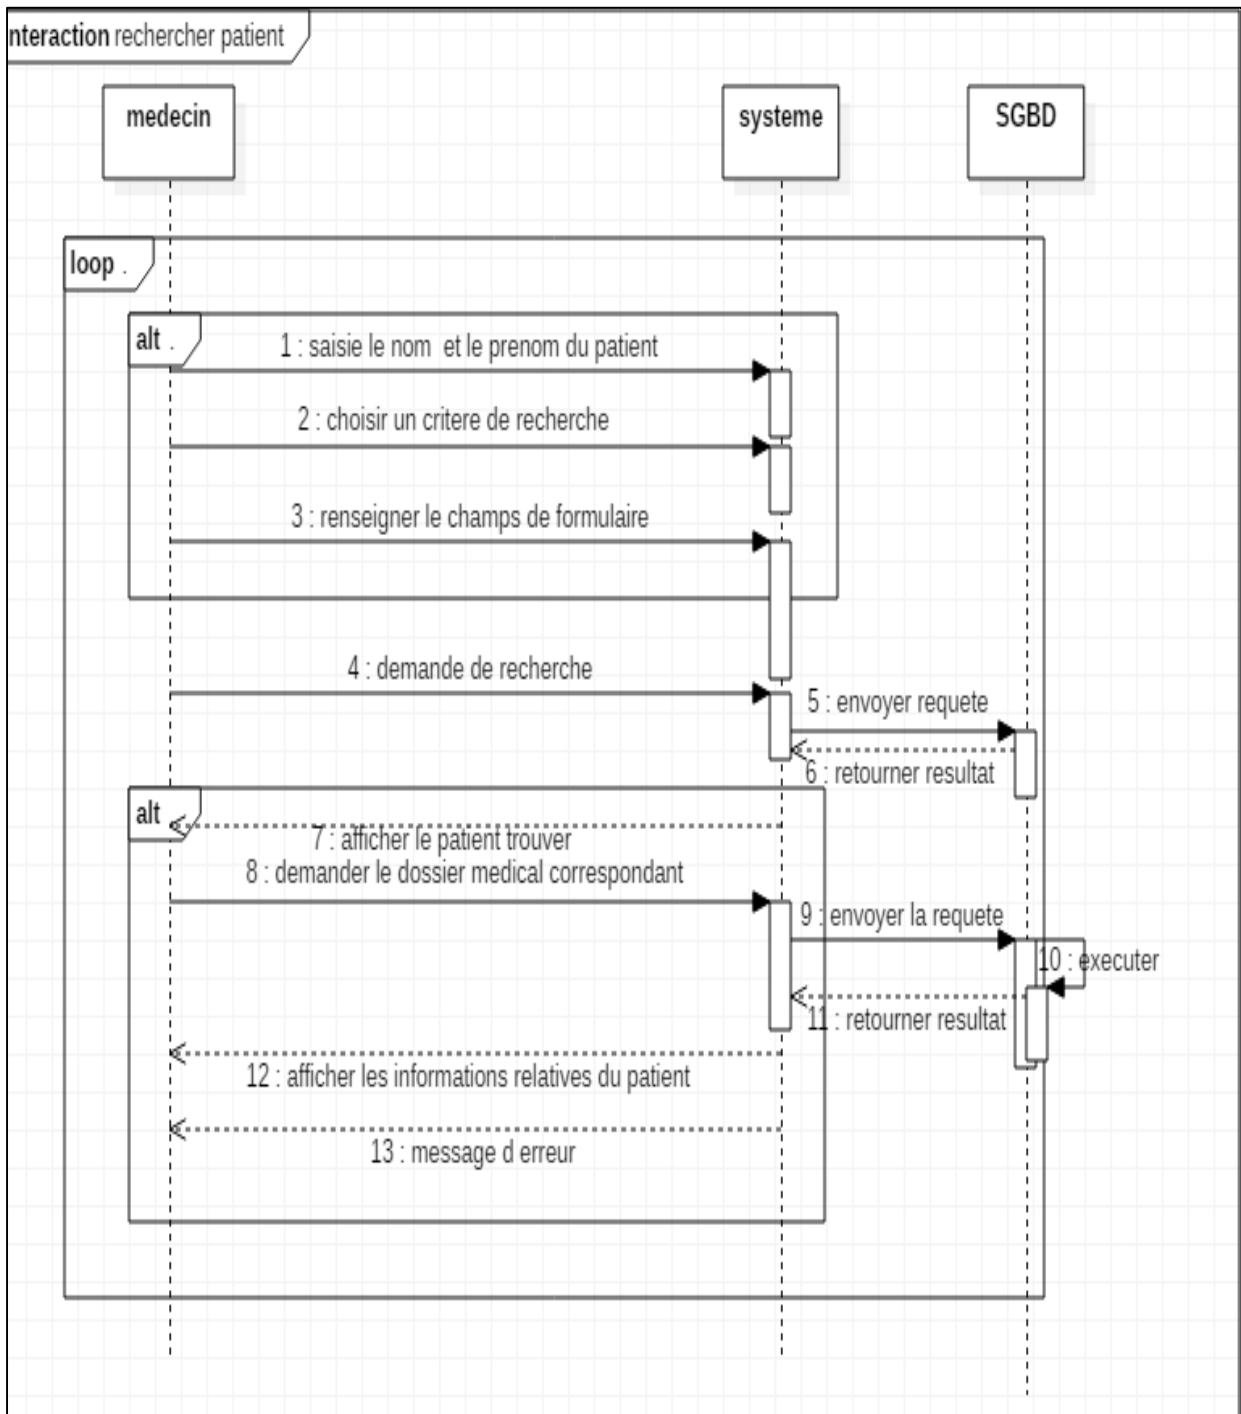 nteraction rechercher patient
medecin
systeme
SGBD
loop .
alt .
1 : saisie le nom et le prenom du patient
2 : choisir un critere de recherche
3 : renseigner le champs de formulaire
4 : demande de recherche
5 : envoyer requete
6 : retourner resultat
alt
7 : afficher le patient trouver
8 : demander le dossier medical correspondant
9 : envoyer la requete
10 : executer
11 : retourner resultat
12 : afficher les informations relatives du patient
13 : message d erreur